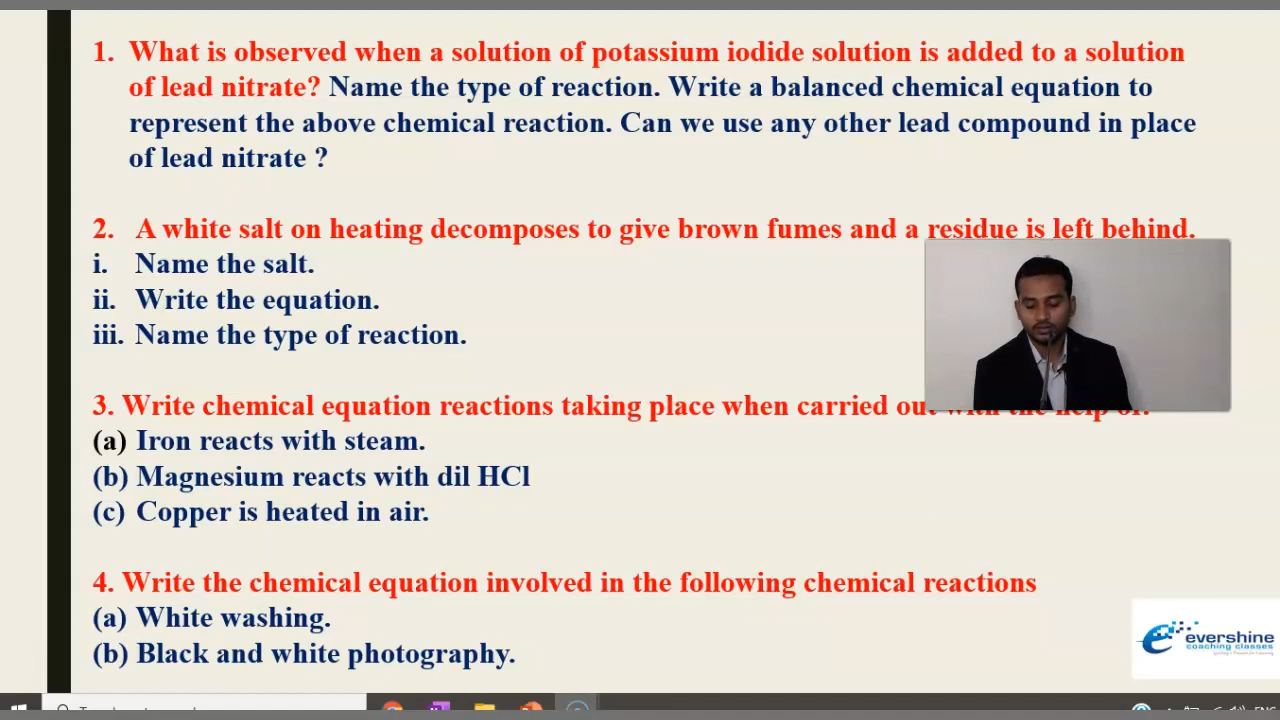 1. What is observed when a solution of potassium iodide solution is added to a solution
of lead nitrate? Name the type of reaction. Write a balanced chemical equation to
represent the above chemical reaction. Can we use any other lead compound in place
of lead nitrate ?
2. A white salt on heating decomposes to give brown fumes and a residue is left behind.
i. Name the salt.
ii. Write the equation.
iii. Name the type of reaction.
3. Write chemical equation reactions taking place when carried out with the help of:
(a) Iron reacts with steam.
(b) Magnesium reacts with dil HCl
(c) Copper is heated in air.
4. Write the chemical equation involved in the following chemical reactions
(a) White washing.
(b) Black and white photography.
evershine
coaching classes